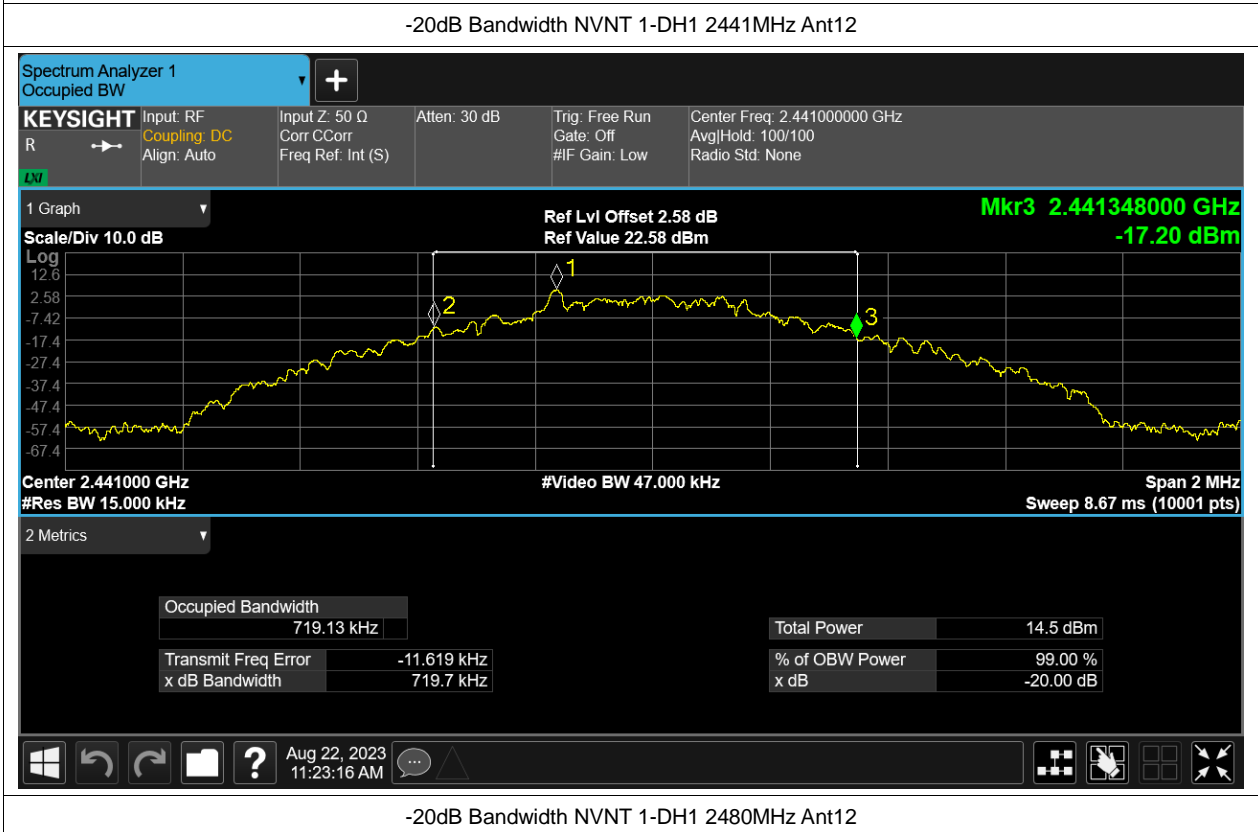 -20dB Bandwidth NVNT 1-DH1 2441MHz Ant12
Spectrum Analyzer 1
Occupied BW
KEYSIGHT Input: RF Input Z: 50 Ω Atten: 30 dB Trig: Free Run Center Freq: 2.441000000 GHz
R Coupling: DC Corr CCorr Gate: Off Avg|Hold: 100/100
Align: Auto Freq Ref: Int (S) #IF Gain: Low Radio Std: None
LXI
1 Graph Ref Lvl Offset 2.58 dB Mkr3 2.441348000 GHz
Scale/Div 10.0 dB Ref Value 22.58 dBm -17.20 dBm
Log
12.6
2.58
-7.42
-17.4
-27.4
-37.4
-47.4
-57.4
-67.4
1
2
3
Center 2.441000 GHz #Video BW 47.000 kHz Span 2 MHz
#Res BW 15.000 kHz Sweep 8.67 ms (10001 pts)
2 Metrics
Occupied Bandwidth
719.13 kHz Total Power 14.5 dBm
Transmit Freq Error -11.619 kHz % of OBW Power 99.00 %
x dB Bandwidth 719.7 kHz x dB -20.00 dB
? Aug 22, 2023
11:23:16 AM
-20dB Bandwidth NVNT 1-DH1 2480MHz Ant12